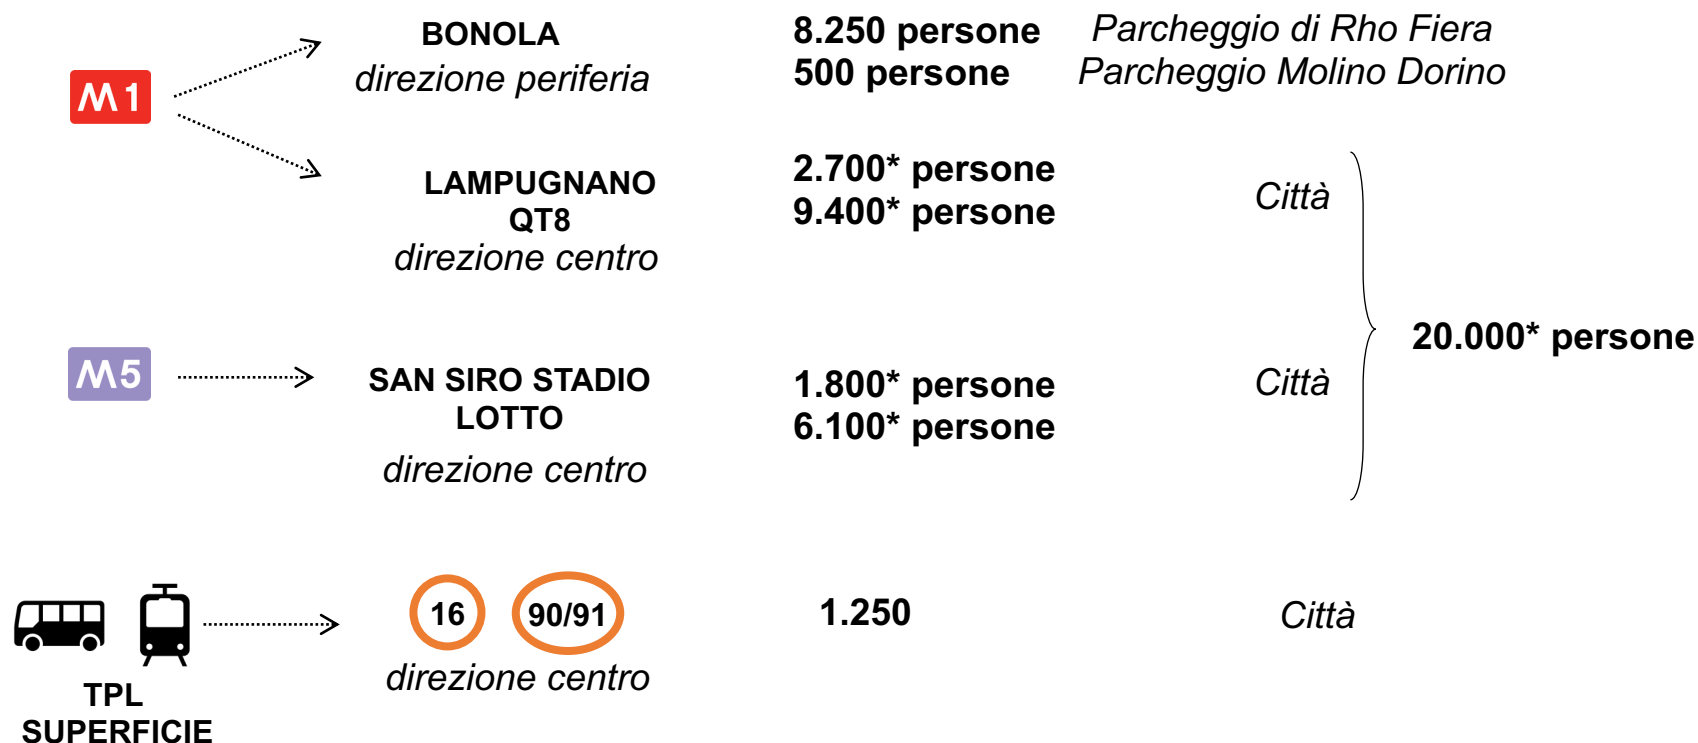 M1
BONOLA
direzione periferia
8.250 persone
500 persone
Parcheggio di Rho Fiera
Parcheggio Molino Dorino
LAMPUGNANO
QT8
direzione centro
2.700* persone
9.400* persone
Città
M5
SAN SIRO STADIO
LOTTO
direzione centro
1.800* persone
6.100* persone
Città
20.000* persone
TPL
SUPERFICIE
16
90/91
direzione centro
1.250
Città